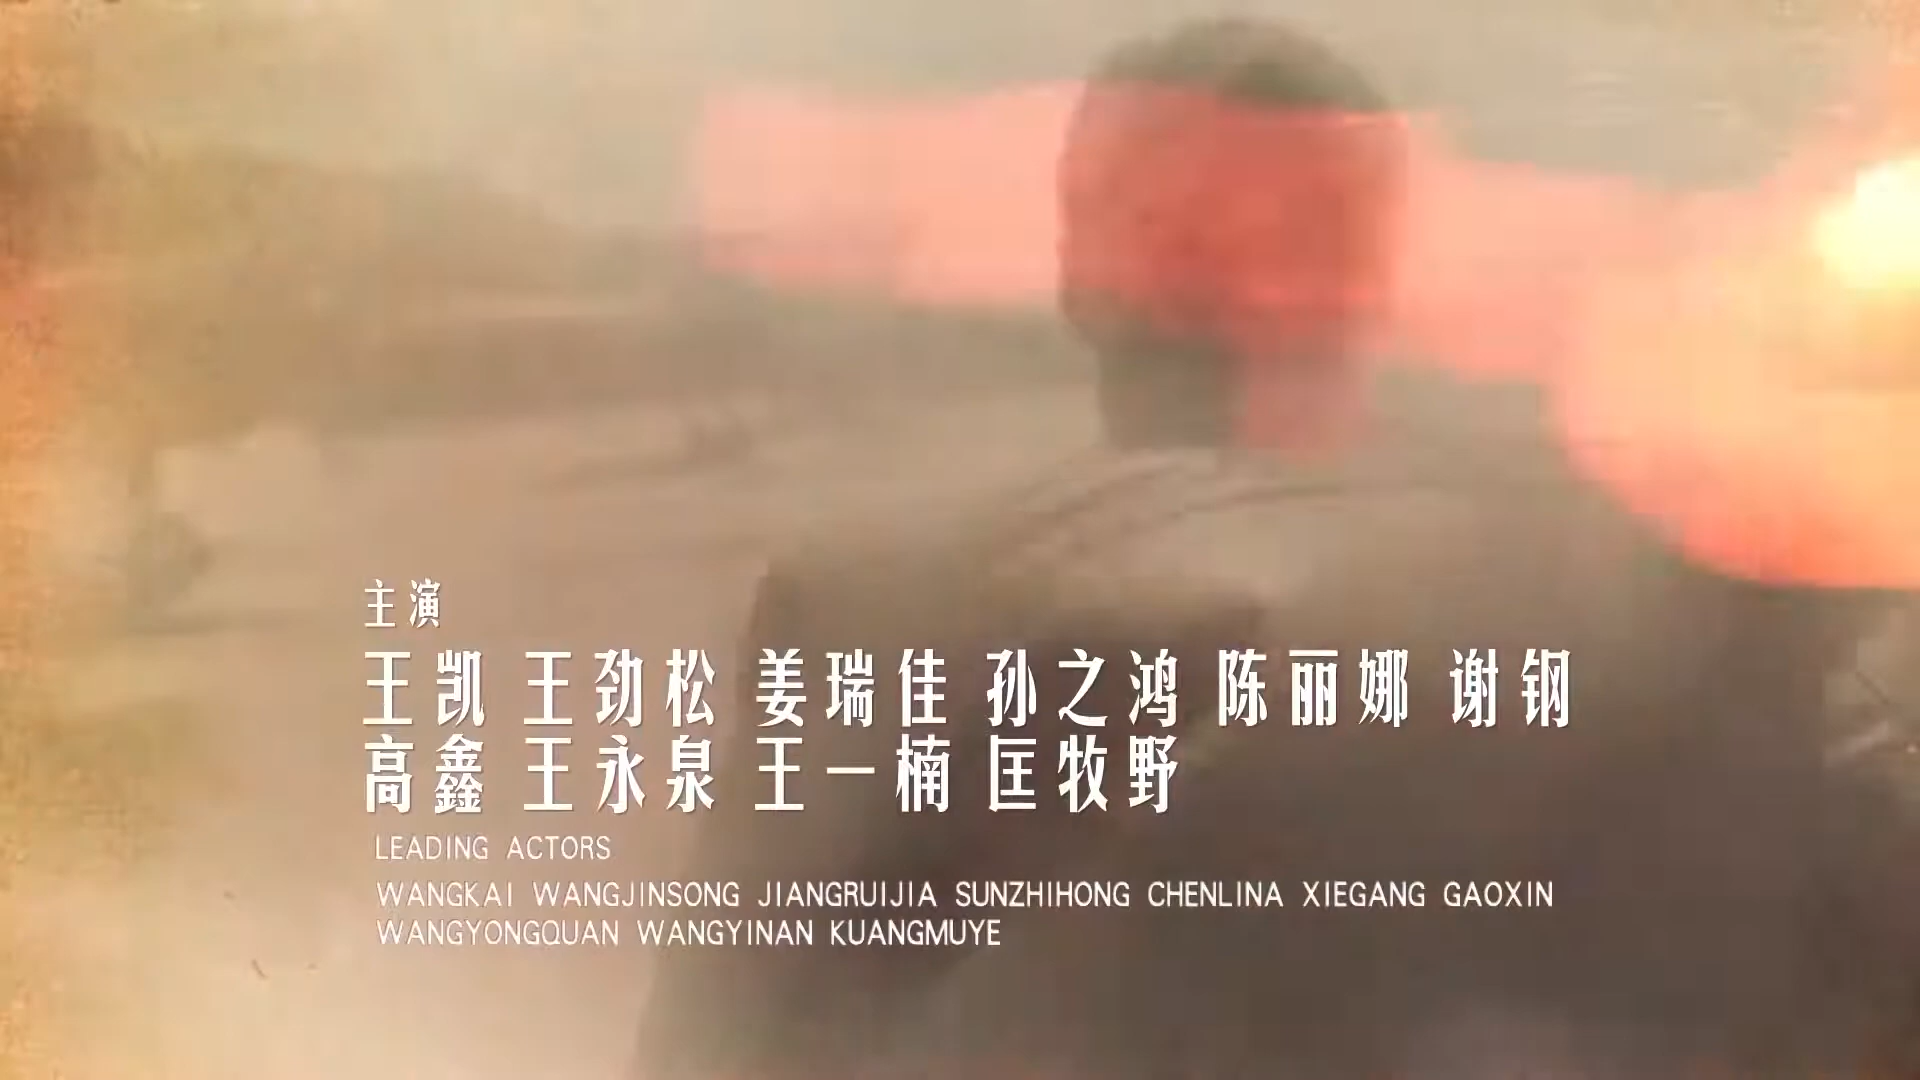 主演
王凯 王劲松 姜瑞佳 孙之鸿 陈丽娜 谢钢
高鑫 王永泉 王一楠 匡牧野
LEADING ACTORS
WANGKAI WANGJINSONG JIANGRUIJIA SUNZHIHONG CHENLINA XIEGANG GAOXIN
WANGYONGQUAN WANGYINAN KUANGMUYE